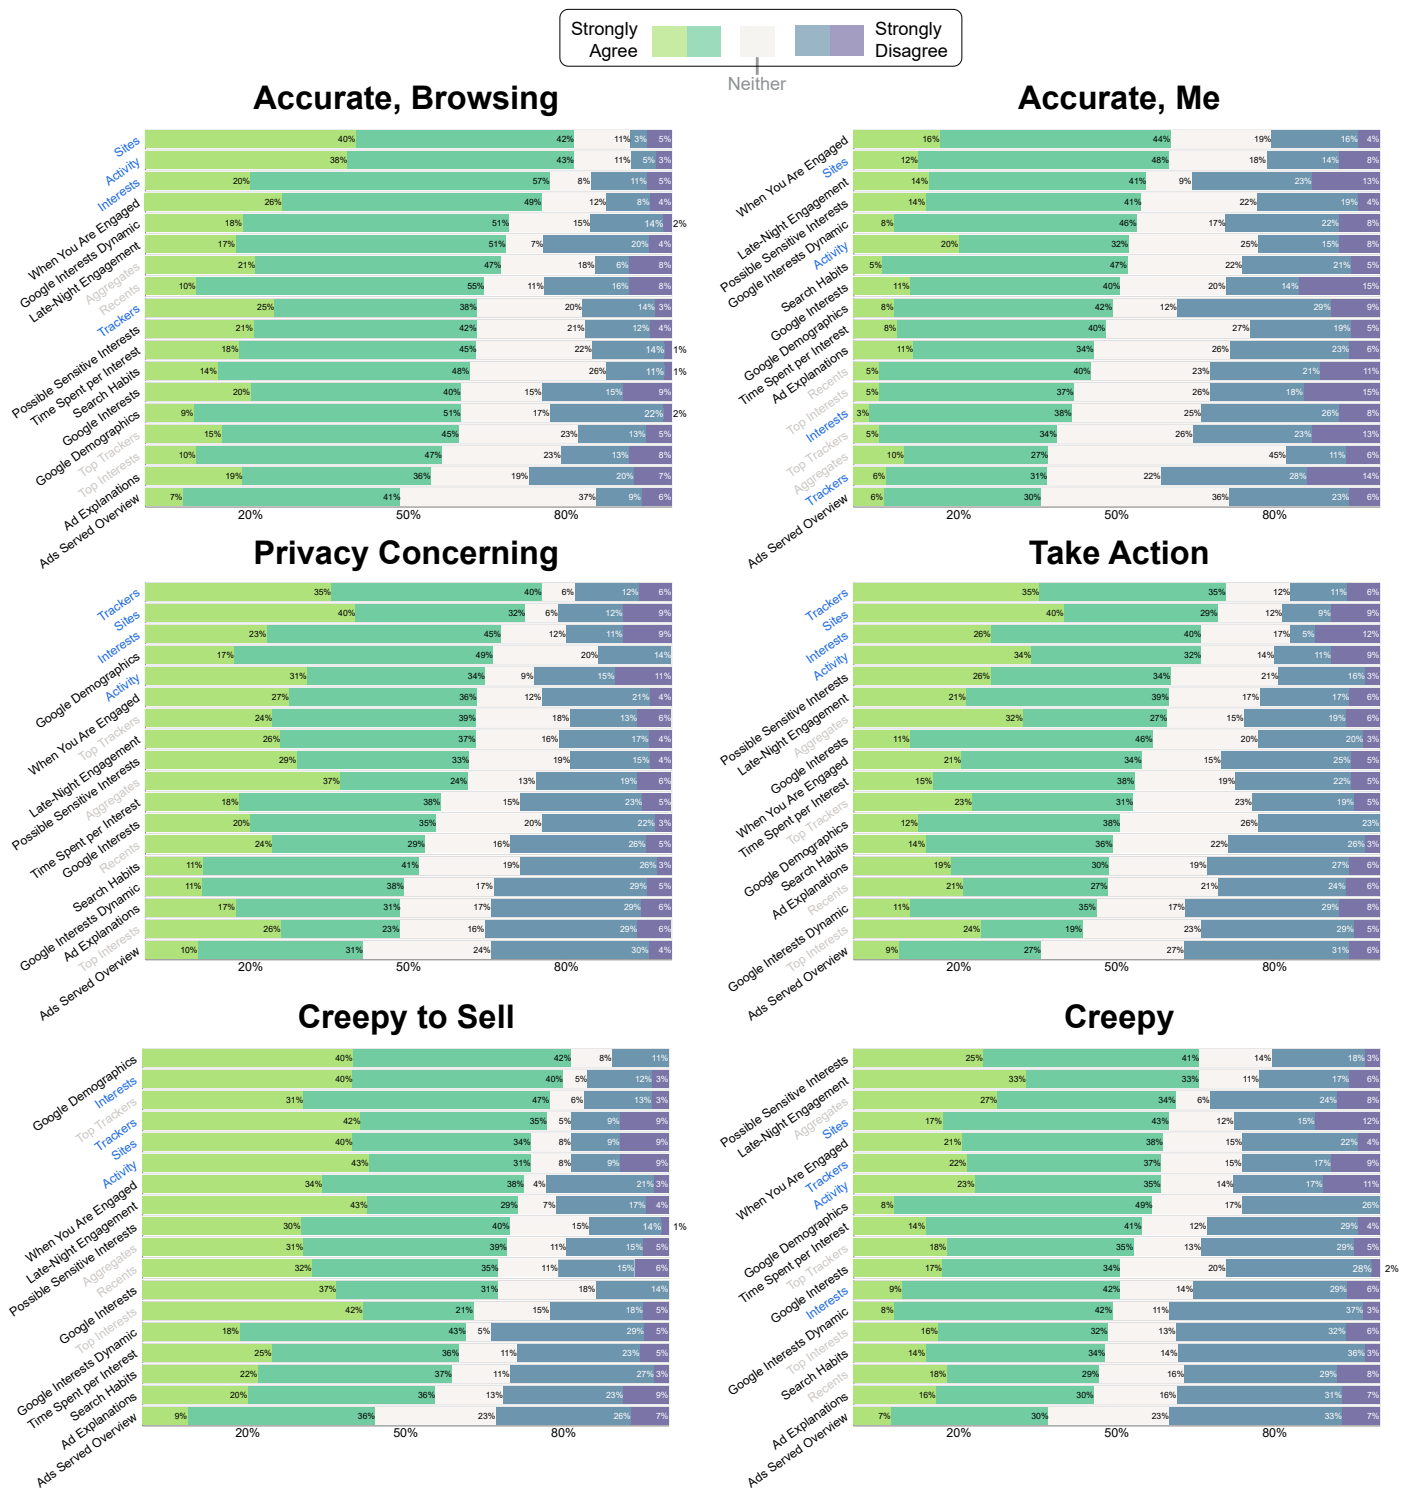 Strongly Agree
Strongly Disagree
Neither
Accurate, Browsing
Sites 40% 42% 11% 3% 5%
Activity 38% 43% 11% 5% 3%
Interests 20% 57% 8% 11% 5%
When You Are Engaged 26% 49% 12% 8% 4%
Google Interests Dynamic 18% 51% 15% 14% 2%
Late-Night Engagement 17% 51% 7% 20% 4%
Aggregates 21% 47% 18% 6% 8%
Recents 10% 55% 11% 16% 8%
Trackers 25% 38% 20% 14% 3%
Possible Sensitive Interests 21% 42% 21% 12% 4%
Time Spent per Interest 18% 45% 22% 14% 1%
Search Habits 14% 48% 26% 11% 1%
Google Interests 20% 40% 15% 15% 9%
Google Demographics 9% 51% 17% 22% 2%
Top Trackers 15% 45% 23% 13% 5%
Top Interests 10% 47% 23% 13% 8%
Ad Explanations 19% 36% 19% 20% 7%
Ads Served Overview 7% 41% 37% 9% 6%
20% 50% 80%
Accurate, Me
When You Are Engaged 16% 44% 19% 16% 4%
Sites 12% 48% 18% 14% 8%
Late-Night Engagement 14% 41% 9% 23% 13%
Possible Sensitive Interests 14% 41% 22% 19% 4%
Google Interests Dynamic 8% 46% 17% 22% 8%
Activity 20% 32% 25% 15% 8%
Search Habits 5% 47% 22% 21% 5%
Google Interests 11% 40% 20% 14% 15%
Google Demographics 8% 42% 12% 29% 9%
Time Spent per Interest 8% 40% 27% 19% 5%
Ad Explanations 11% 34% 26% 23% 6%
Recents 5% 40% 23% 21% 11%
Top Interests 5% 37% 26% 18% 15%
Interests 3% 38% 25% 26% 8%
Top Trackers 5% 34% 26% 23% 13%
Aggregates 10% 27% 45% 11% 6%
Trackers 6% 31% 22% 28% 14%
Ads Served Overview 6% 30% 36% 23% 6%
20% 50% 80%
Privacy Concerning
Trackers 35% 40% 6% 12% 6%
Sites 40% 32% 6% 12% 9%
Interests 23% 45% 12% 11% 9%
Google Demographics 17% 49% 20% 14%
Activity 31% 34% 9% 15% 11%
When You Are Engaged 27% 36% 12% 21% 4%
Top Trackers 24% 39% 18% 13% 6%
Late-Night Engagement 26% 37% 16% 17% 4%
Possible Sensitive Interests 29% 33% 19% 15% 4%
Aggregates 37% 24% 13% 19% 6%
Time Spent per Interest 18% 38% 15% 23% 5%
Google Interests 20% 35% 20% 22% 3%
Recents 24% 29% 16% 26% 5%
Search Habits 11% 41% 19% 26% 3%
Google Interests Dynamic 11% 38% 17% 29% 5%
Ad Explanations 17% 31% 17% 29% 6%
Top Interests 26% 23% 16% 29% 6%
Ads Served Overview 10% 31% 24% 30% 4%
20% 50% 80%
Take Action
Trackers 35% 35% 12% 11% 6%
Sites 40% 29% 12% 9% 9%
Interests 26% 40% 17% 5% 12%
Activity 34% 32% 14% 11% 9%
Possible Sensitive Interests 26% 34% 21% 16% 3%
Late-Night Engagement 21% 39% 17% 17% 6%
Aggregates 32% 27% 15% 19% 6%
Google Interests 11% 46% 20% 20% 3%
When You Are Engaged 21% 34% 15% 25% 5%
Time Spent per Interest 15% 38% 19% 22% 5%
Top Trackers 23% 31% 23% 19% 5%
Google Demographics 12% 38% 26% 23%
Search Habits 14% 36% 22% 26% 3%
Ad Explanations 19% 30% 19% 27% 6%
Recents 21% 27% 21% 24% 6%
Google Interests Dynamic 11% 35% 17% 29% 8%
Top Interests 24% 19% 23% 29% 5%
Ads Served Overview 9% 27% 27% 31% 6%
20% 50% 80%
Creepy to Sell
Google Demographics 40% 42% 8% 11%
Interests 40% 40% 5% 12% 3%
Top Trackers 31% 47% 6% 13% 3%
Trackers 42% 35% 5% 9% 9%
Sites 40% 34% 8% 9% 9%
Activity 43% 31% 8% 9% 9%
When You Are Engaged 34% 38% 4% 21% 3%
Late-Night Engagement 43% 29% 7% 17% 4%
Possible Sensitive Interests 30% 40% 15% 14% 1%
Aggregates 31% 39% 11% 15% 5%
Recents 32% 35% 11% 15% 6%
Google Interests 37% 31% 18% 14%
Top Interests 42% 21% 15% 18% 5%
Google Interests Dynamic 18% 43% 5% 29% 5%
Time Spent per Interest 25% 36% 11% 23% 5%
Search Habits 22% 37% 11% 27% 3%
Ad Explanations 20% 36% 13% 23% 9%
Ads Served Overview 9% 36% 23% 26% 7%
20% 50% 80%
Creepy
Possible Sensitive Interests 25% 41% 14% 18% 3%
Late-Night Engagement 33% 33% 11% 17% 6%
Aggregates 27% 34% 6% 24% 8%
Sites 17% 43% 12% 15% 12%
When You Are Engaged 21% 38% 15% 22% 4%
Trackers 22% 37% 15% 17% 9%
Activity 23% 35% 14% 17% 11%
Google Demographics 8% 49% 17% 26%
Time Spent per Interest 14% 41% 12% 29% 4%
Top Trackers 18% 35% 13% 29% 5%
Google Interests 17% 34% 20% 28% 2%
Interests 9% 42% 14% 29% 6%
Google Interests Dynamic 8% 42% 11% 37% 3%
Top Interests 16% 32% 13% 32% 6%
Search Habits 14% 34% 14% 36% 3%
Recents 18% 29% 16% 29% 8%
Ad Explanations 16% 30% 16% 31% 7%
Ads Served Overview 7% 30% 23% 33% 7%
20% 50% 80%